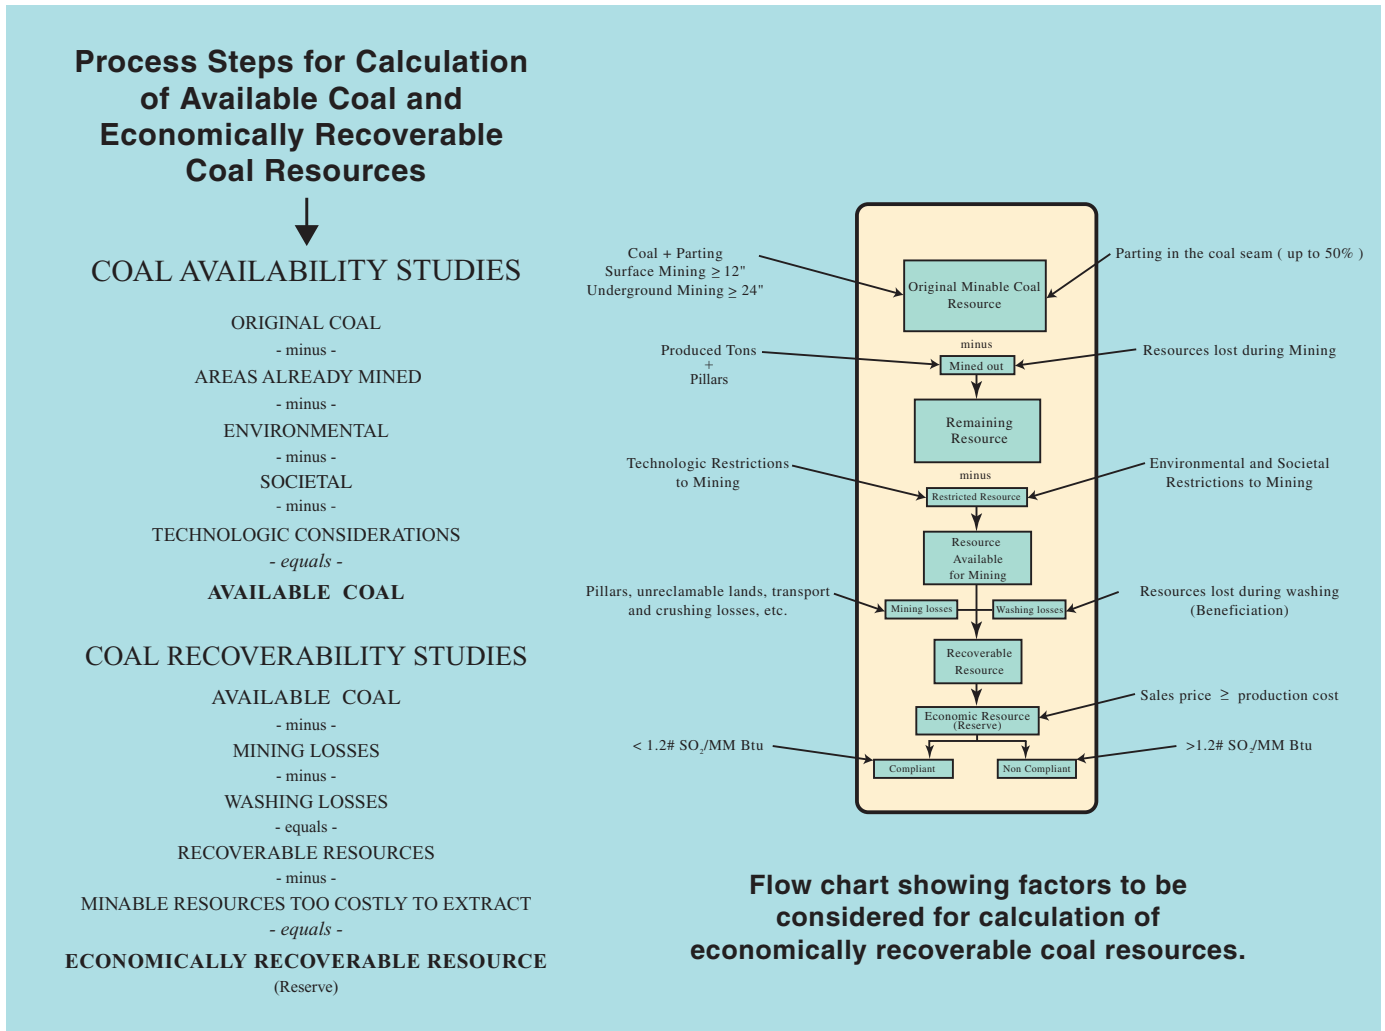 Process Steps for Calculation
of Available Coal and
Economically Recoverable
Coal Resources
COAL AVAILABILITY STUDIES
ORIGINAL COAL
- minus -
AREAS ALREADY MINED
- minus -
ENVIRONMENTAL
- minus -
SOCIETAL
- minus -
TECHNOLOGIC CONSIDERATIONS
- equals -
AVAILABLE COAL
COAL RECOVERABILITY STUDIES
AVAILABLE COAL
- minus -
MINING LOSSES
- minus -
WASHING LOSSES
- equals -
RECOVERABLE RESOURCES
- minus -
MINABLE RESOURCES TOO COSTLY TO EXTRACT
- equals -
ECONOMICALLY RECOVERABLE RESOURCE
(Reserve)
Coal + Parting
Surface Mining ≥ 12"
Underground Mining ≥ 24"
Original Minable Coal
Resource
Parting in the coal seam ( up to 50% )
minus
Produced Tons
+
Pillars
Mined out
Resources lost during Mining
Remaining
Resource
minus
Technologic Restrictions
to Mining
Restricted Resource
Environmental and Societal
Restrictions to Mining
Resource
Available
for Mining
Pillars, unreclamable lands, transport
and crushing losses, etc.
Mining losses
Washing losses
Resources lost during washing
(Beneficiation)
Recoverable
Resource
Economic Resource
(Reserve)
Sales price ≥ production cost
< 1.2# SO₂/MM Btu
Compliant
Non Compliant
>1.2# SO₂/MM Btu
Flow chart showing factors to be
considered for calculation of
economically recoverable coal resources.